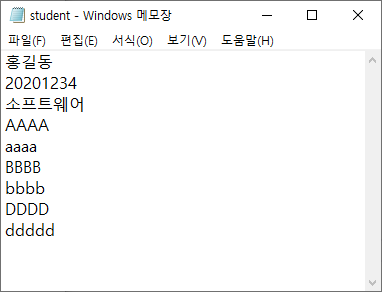 student - Windows 메모장
파일(F) 편집(E) 서식(O) 보기(V) 도움말(H)
홍길동
20201234
소프트웨어
AAAA
aaaa
BBBB
bbbb
DDDD
ddddd